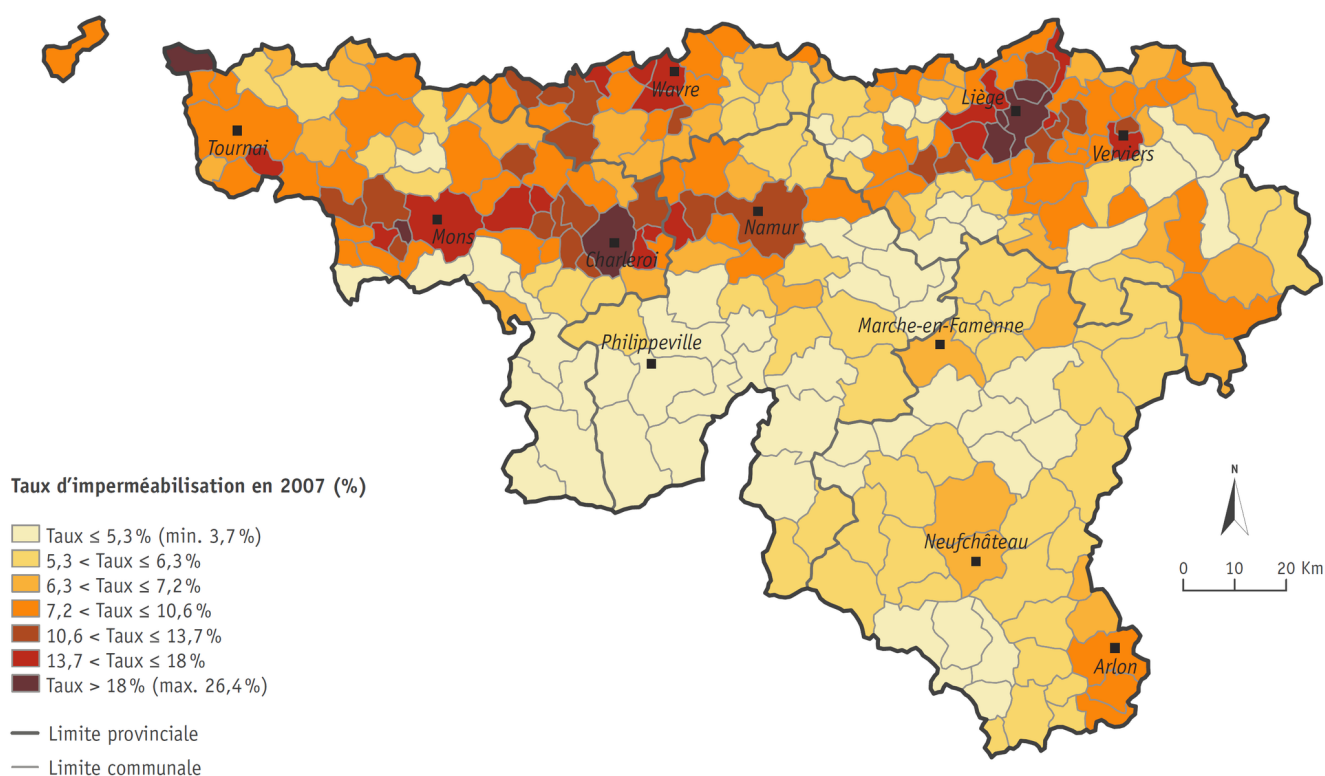 Wavre
Liège
Tournai
Verviers
Mons
Namur
Charleroi
Marche-en-Famenne
Philippeville
Taux d'imperméabilisation en 2007 (%)
Taux ≤ 5,3 % (min. 3,7 %)
5,3 < Taux ≤ 6,3 %
6,3 < Taux ≤ 7,2 %
7,2 < Taux ≤ 10,6 %
10,6 < Taux ≤ 13,7 %
13,7 < Taux ≤ 18 %
Taux > 18 % (max. 26,4 %)
Limite provinciale
Limite communale
N
Neufchâteau
0 10 20 Km
Arlon